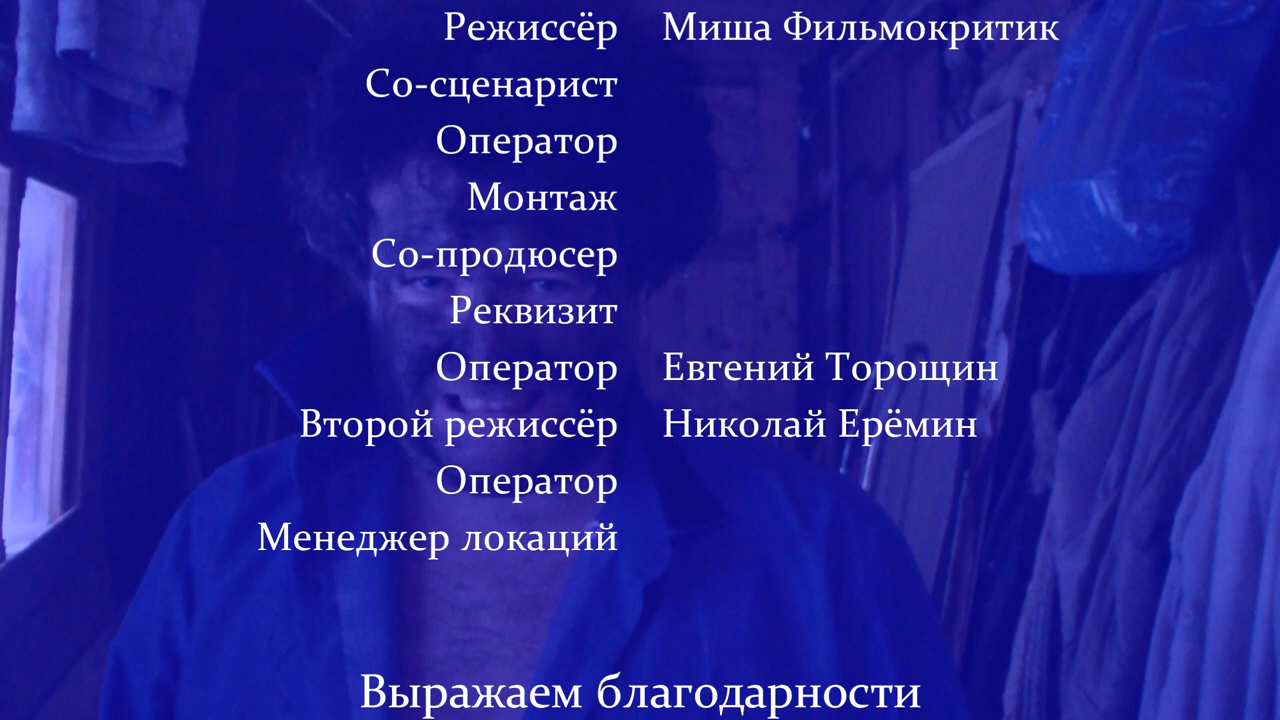 Режиссёр Миша Фильмокритик
Со-сценарист
Оператор
Монтаж
Со-продюсер
Реквизит
Оператор Евгений Торощин
Второй режиссёр Николай Ерёмин
Оператор
Менеджер локаций
Выражаем благодарности